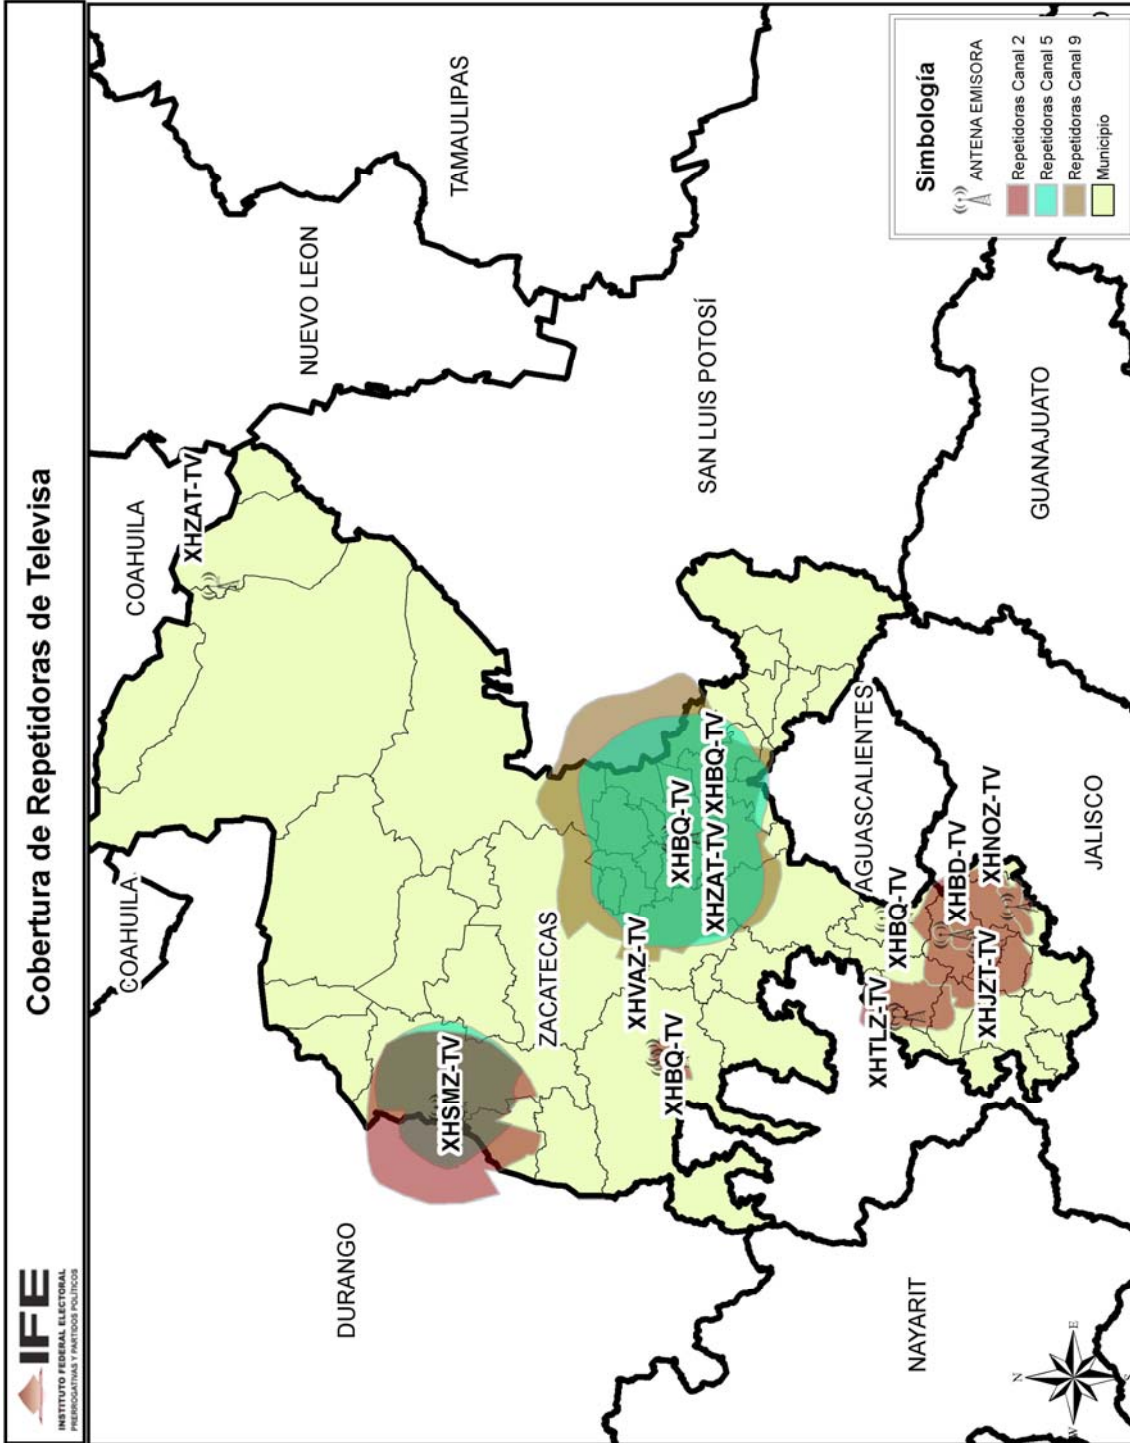 IFE
INSTITUTO FEDERAL ELECTORAL
PRERROGATIVAS Y PARTIDOS POLÍTICOS
Cobertura de Repetidoras de Televisa
COAHUILA
COAHUILA
XHZAT-TV
NUEVO LEON
TAMAULIPAS
DURANGO
XHSMZ-TV
ZACATECAS
SAN LUIS POTOSÍ
XHVAZ-TV
XHBQ-TV
XHBQ-TV
XHZAT-TV
XHBQ-TV
AGUASCALIENTES
XHTLZ-TV
XHBQ-TV
XHBD-TV
XHJZT-TV
XHNOZ-TV
NAYARIT
JALISCO
GUANAJUATO
Simbología
ANTENA EMISORA
Repetidoras Canal 2
Repetidoras Canal 5
Repetidoras Canal 9
Municipio
N
W
E
S